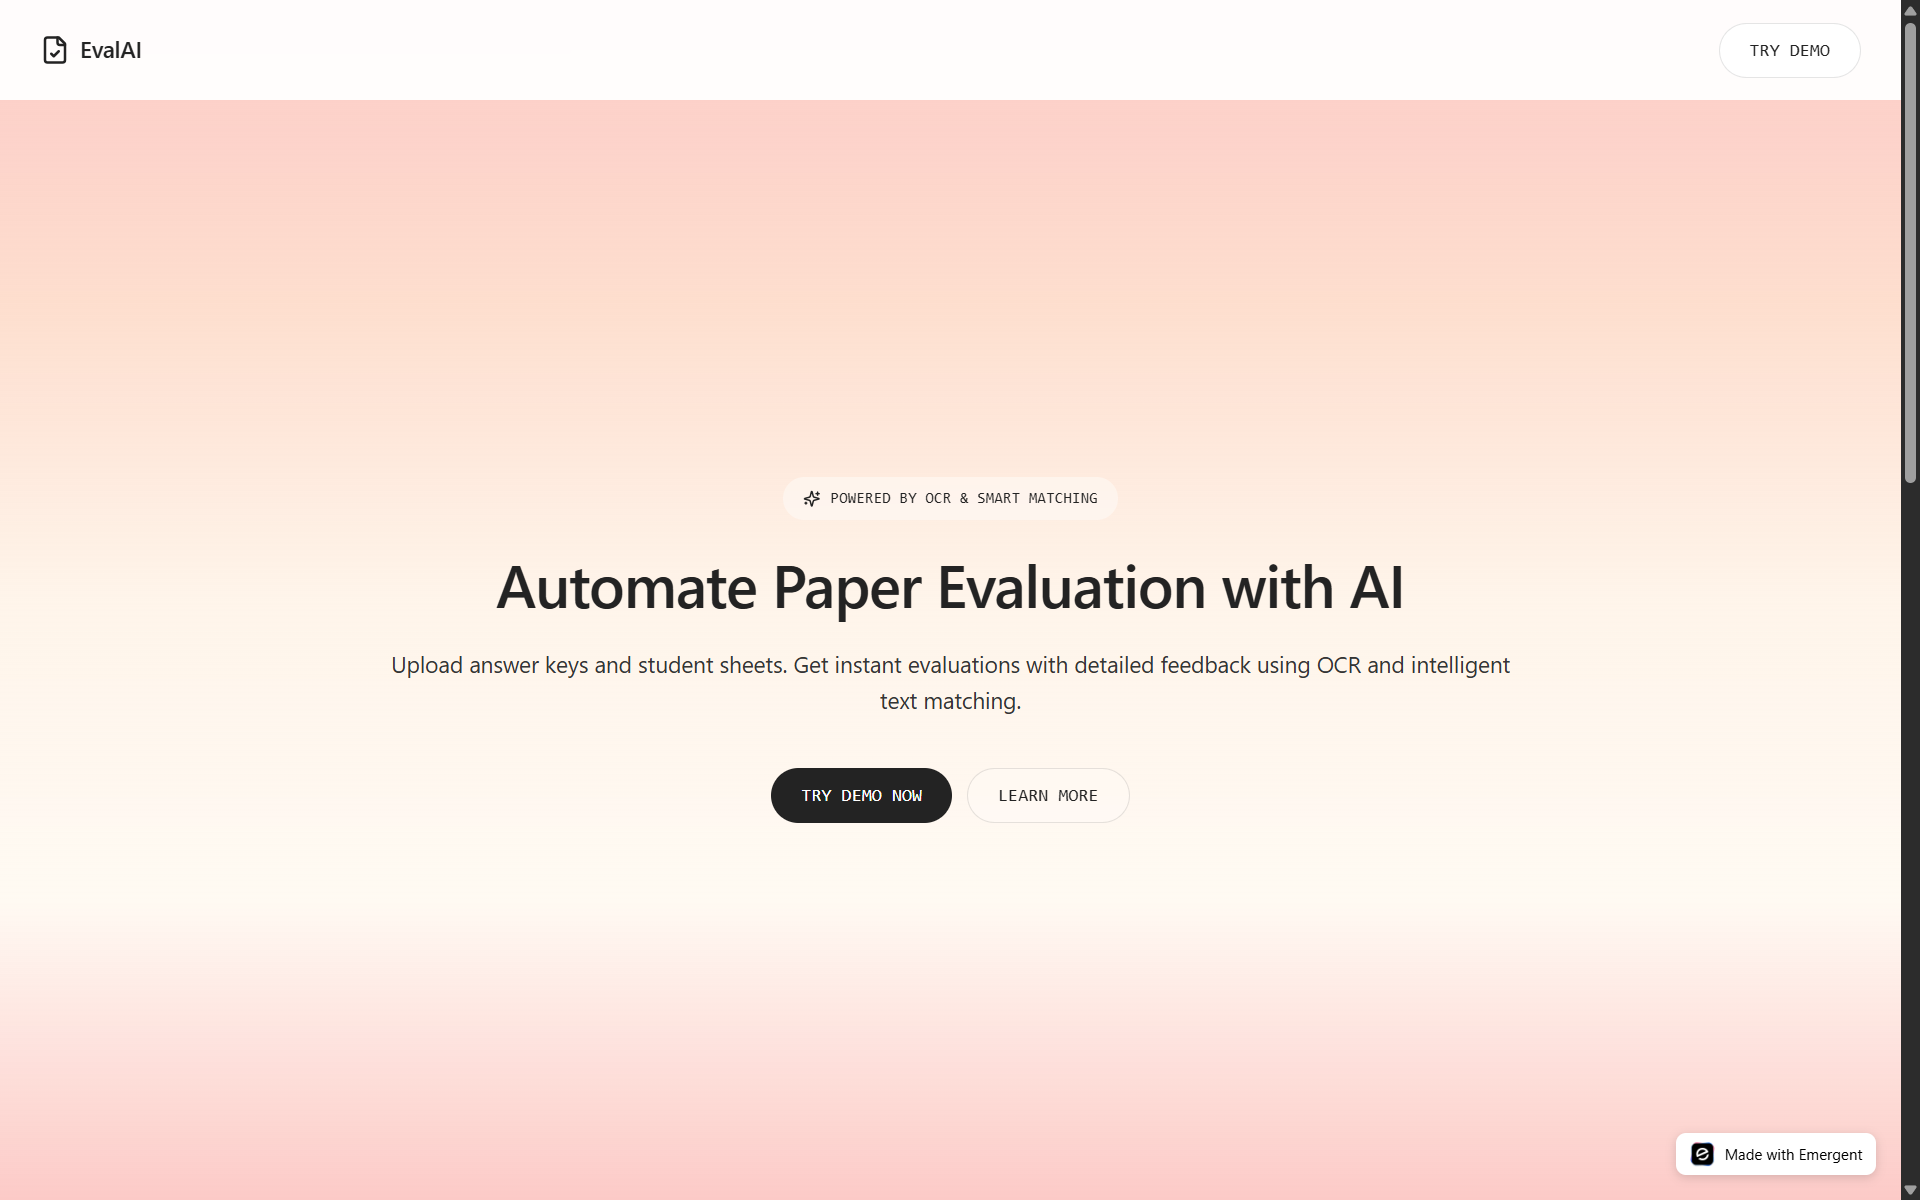 EvalAI
TRY DEMO
POWERED BY OCR & SMART MATCHING
Automate Paper Evaluation with AI
Upload answer keys and student sheets. Get instant evaluations with detailed feedback using OCR and intelligent
text matching.
TRY DEMO NOW
LEARN MORE
Made with Emergent